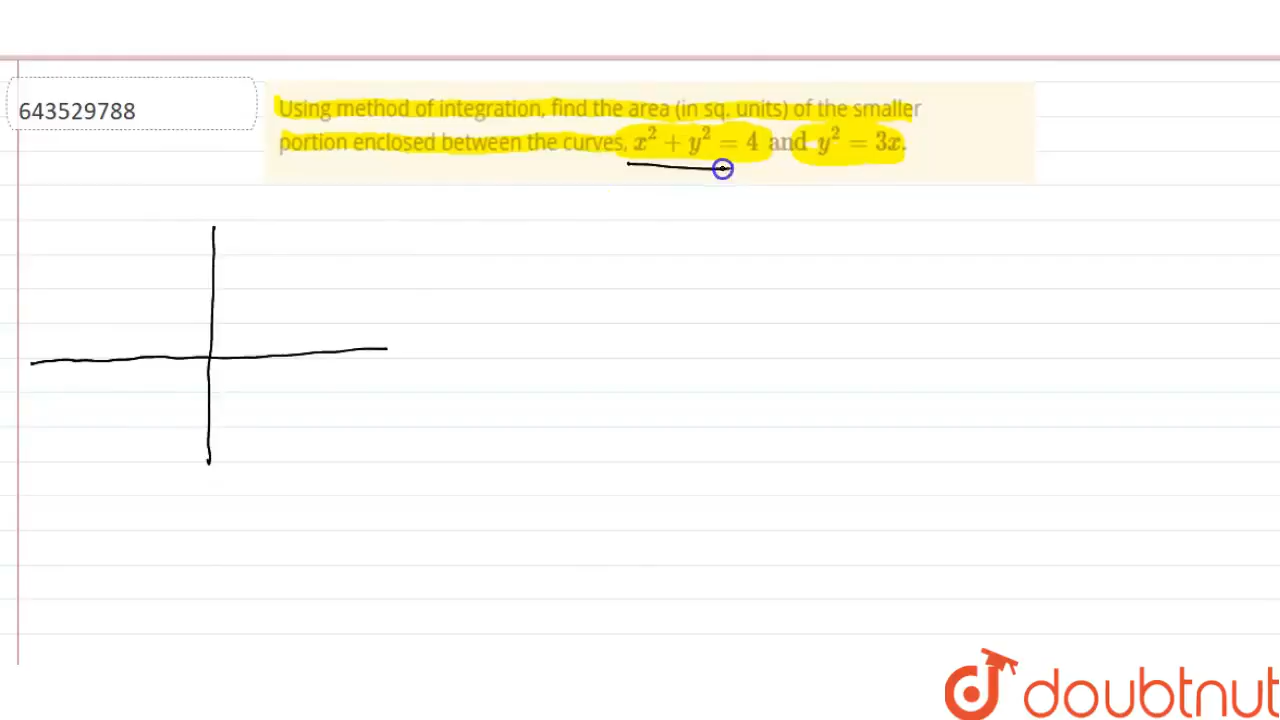 643529788
Using method of integration, find the area (in sq. units) of the smaller
portion enclosed between the curves, x² + y² = 4 and y² = 3x.
doubtnut